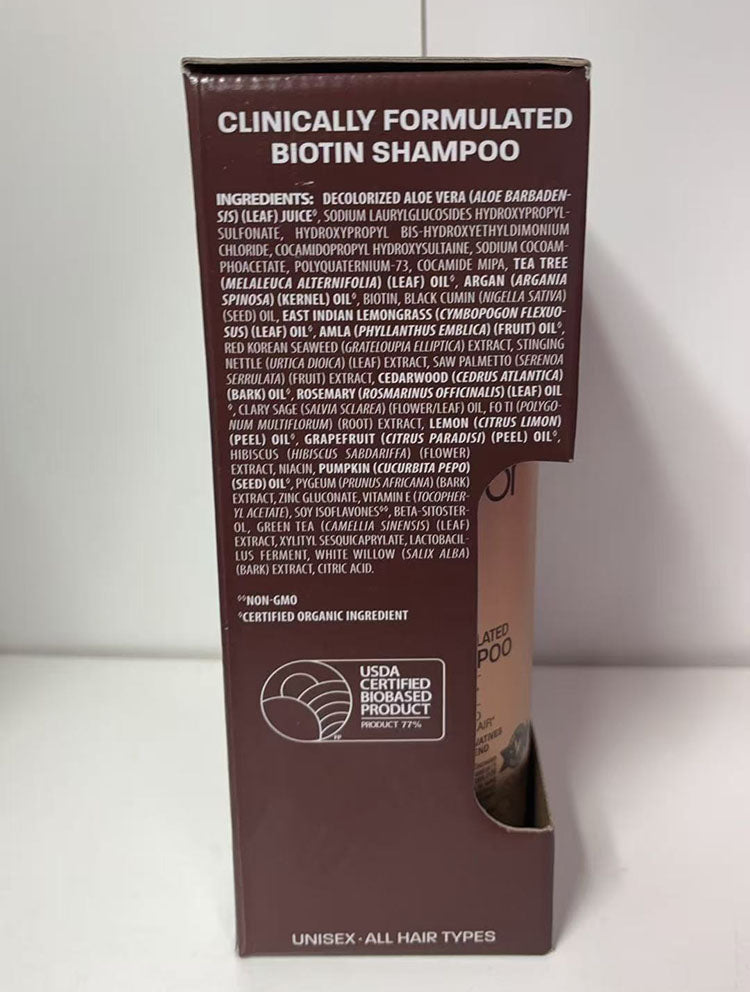 CLINICALLY FORMULATED
BIOTIN SHAMPOO
INGREDIENTS: DECOLORIZED ALOE VERA (ALOE BARBADEN-
SIS) (LEAF) JUICE◊, SODIUM LAURYLGLUCOSIDES HYDROXYPROPYL-
SULFONATE, HYDROXYPROPYL BIS-HYDROXYETHYLDIMONIUM
CHLORIDE, COCAMIDOPROPYL HYDROXYSULTAINE, SODIUM COCOAM-
PHOACETATE, POLYQUATERNIUM-73, COCAMIDE MIPA, TEA TREE
(MELALEUCA ALTERNIFOLIA) (LEAF) OIL◊, ARGAN (ARGANIA
SPINOSA) (KERNEL) OIL◊, BIOTIN, BLACK CUMIN (NIGELLA SATIVA)
(SEED) OIL, EAST INDIAN LEMONGRASS (CYMBOPOGON FLEXUO-
SUS) (LEAF) OIL◊, AMLA (PHYLLANTHUS EMBLICA) (FRUIT) OIL◊,
RED KOREAN SEAWEED (GRATELOUPIA ELLIPTICA) EXTRACT, STINGING
NETTLE (URTICA DIOICA) (LEAF) EXTRACT, SAW PALMETTO (SERENOA
SERRULATA) (FRUIT) EXTRACT, CEDARWOOD (CEDRUS ATLANTICA)
(BARK) OIL◊, ROSEMARY (ROSMARINUS OFFICINALIS) (LEAF) OIL
◊, CLARY SAGE (SALVIA SCLAREA) (FLOWER/LEAF) OIL, FO TI (POLYGO-
NUM MULTIFLORUM) (ROOT) EXTRACT, LEMON (CITRUS LIMON)
(PEEL) OIL◊, GRAPEFRUIT (CITRUS PARADISI) (PEEL) OIL◊,
HIBISCUS (HIBISCUS SABDARIFFA) (FLOWER)
EXTRACT, NIACIN, PUMPKIN (CUCURBITA PEPO)
(SEED) OIL◊, PYGEUM (PRUNUS AFRICANA) (BARK)
EXTRACT, ZINC GLUCONATE, VITAMIN E (TOCOPHER-
YL ACETATE), SOY ISOFLAVONES◊◊, BETA-SITOSTER-
OL, GREEN TEA (CAMELLIA SINENSIS) (LEAF)
EXTRACT, XYLITYL SESQUICAPRYLATE, LACTOBACIL-
LUS FERMENT, WHITE WILLOW (SALIX ALBA)
(BARK) EXTRACT, CITRIC ACID.
◊◊NON-GMO
◊CERTIFIED ORGANIC INGREDIENT
USDA
CERTIFIED
BIOBASED
PRODUCT
PRODUCT 77%
FP
LATED
POO
AIR*
ATIVES
END
UNISEX · ALL HAIR TYPES